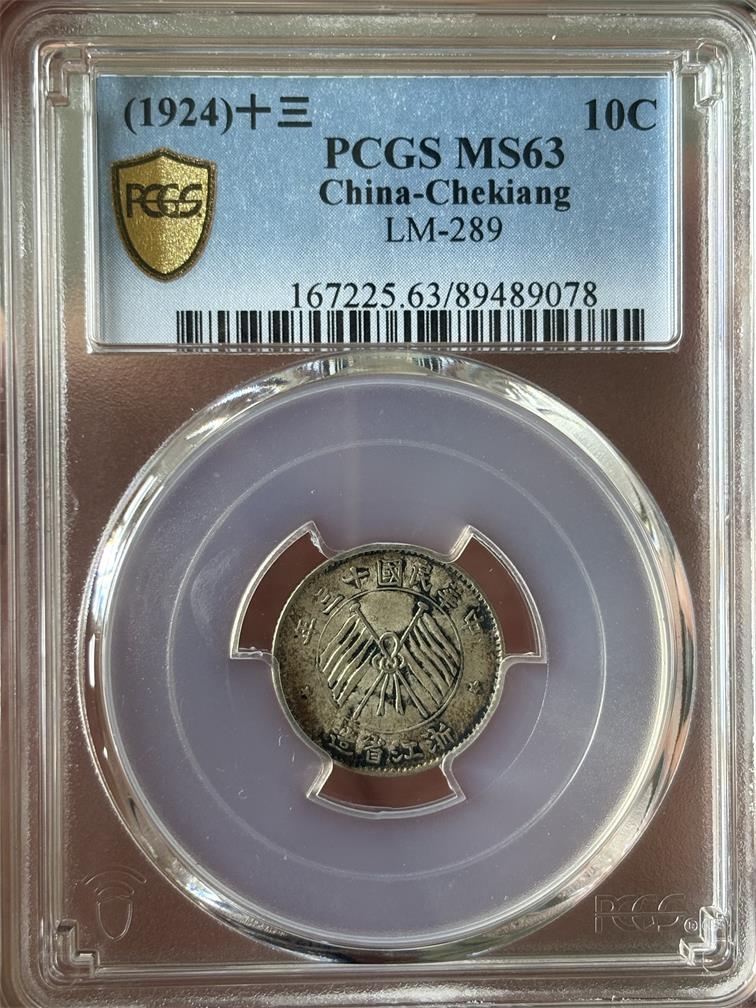 (1924)十三 10C
PCGS MS63
China-Chekiang
LM-289
PCGS
167225.63/89489078
年三十國民華中
造省江浙
PCGS